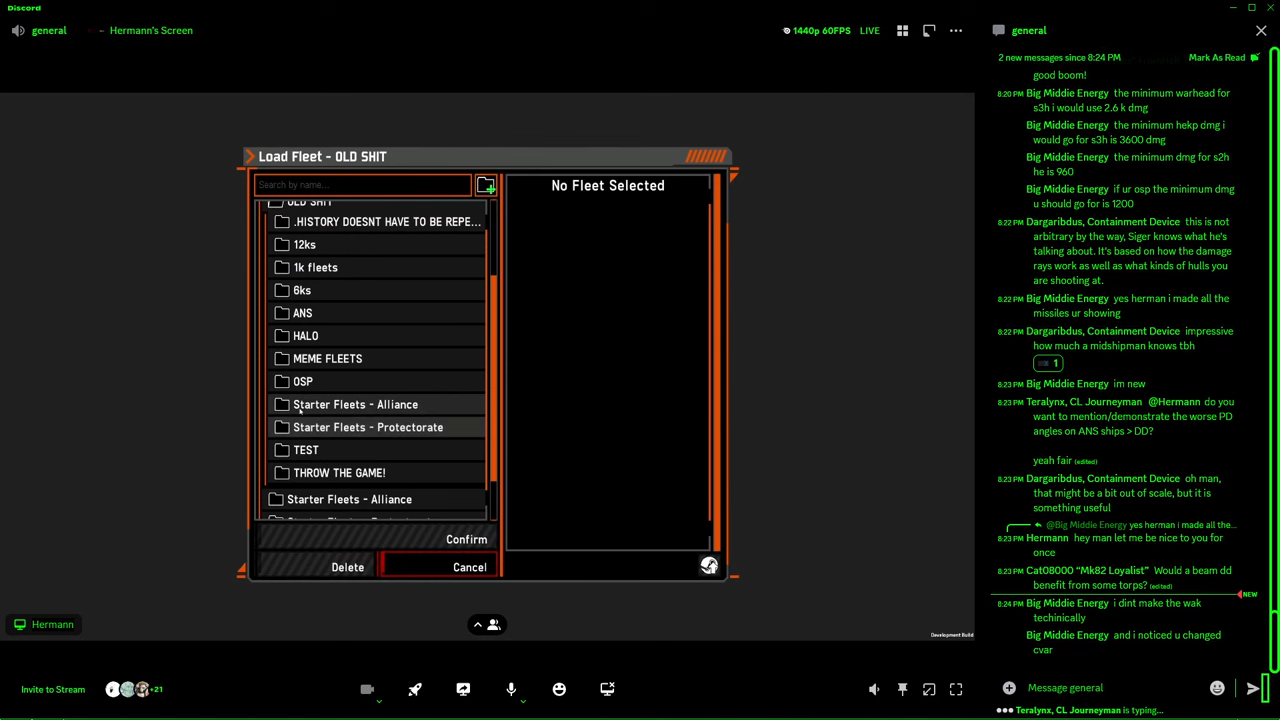 Discord
general
← Hermann's Screen
1440p 60FPS LIVE
general
2 new messages since 8:24 PM
Mark As Read
good boom!
8:20 PM Big Middie Energy the minimum warhead for
s3h i would use 2.6 k dmg
Big Middie Energy the minimum hekp dmg i
would go for s3h is 3600 dmg
Big Middie Energy the minimum dmg for s2h
he is 960
Big Middie Energy if ur osp the minimum dmg
u should go for is 1200
8:22 PM Dargaribdus, Containment Device this is not
arbitrary by the way, Siger knows what he's
talking about. It's based on how the damage
rays work as well as what kinds of hulls you
are shooting at.
8:22 PM Big Middie Energy yes herman i made all the
missiles ur showing
8:22 PM Dargaribdus, Containment Device impressive
how much a midshipman knows tbh
1
8:23 PM Big Middie Energy im new
8:23 PM Teralynx, CL Journeyman @Hermann do you
want to mention/demonstrate the worse PD
angles on ANS ships > DD?
yeah fair (edited)
8:23 PM Dargaribdus, Containment Device oh man,
that might be a bit out of scale, but it is
something useful
@Big Middie Energy yes herman i made all the...
8:23 PM Hermann hey man let me be nice to you for
once
8:23 PM Cat08000 “Mk82 Loyalist” Would a beam dd
benefit from some torps? (edited)
NEW
8:24 PM Big Middie Energy i dint make the wak
techinically
Big Middie Energy and i noticed u changed
cvar
Message general
Teralynx, CL Journeyman is typing...
Load Fleet - OLD SHIT
Search by name...
OLD SHIT
.HISTORY DOESNT HAVE TO BE REPE...
12ks
1k fleets
6ks
ANS
HALO
MEME FLEETS
OSP
Starter Fleets - Alliance
Starter Fleets - Protectorate
TEST
THROW THE GAME!
Starter Fleets - Alliance
Confirm
Delete
Cancel
No Fleet Selected
Hermann
Development Build
Invite to Stream
+21